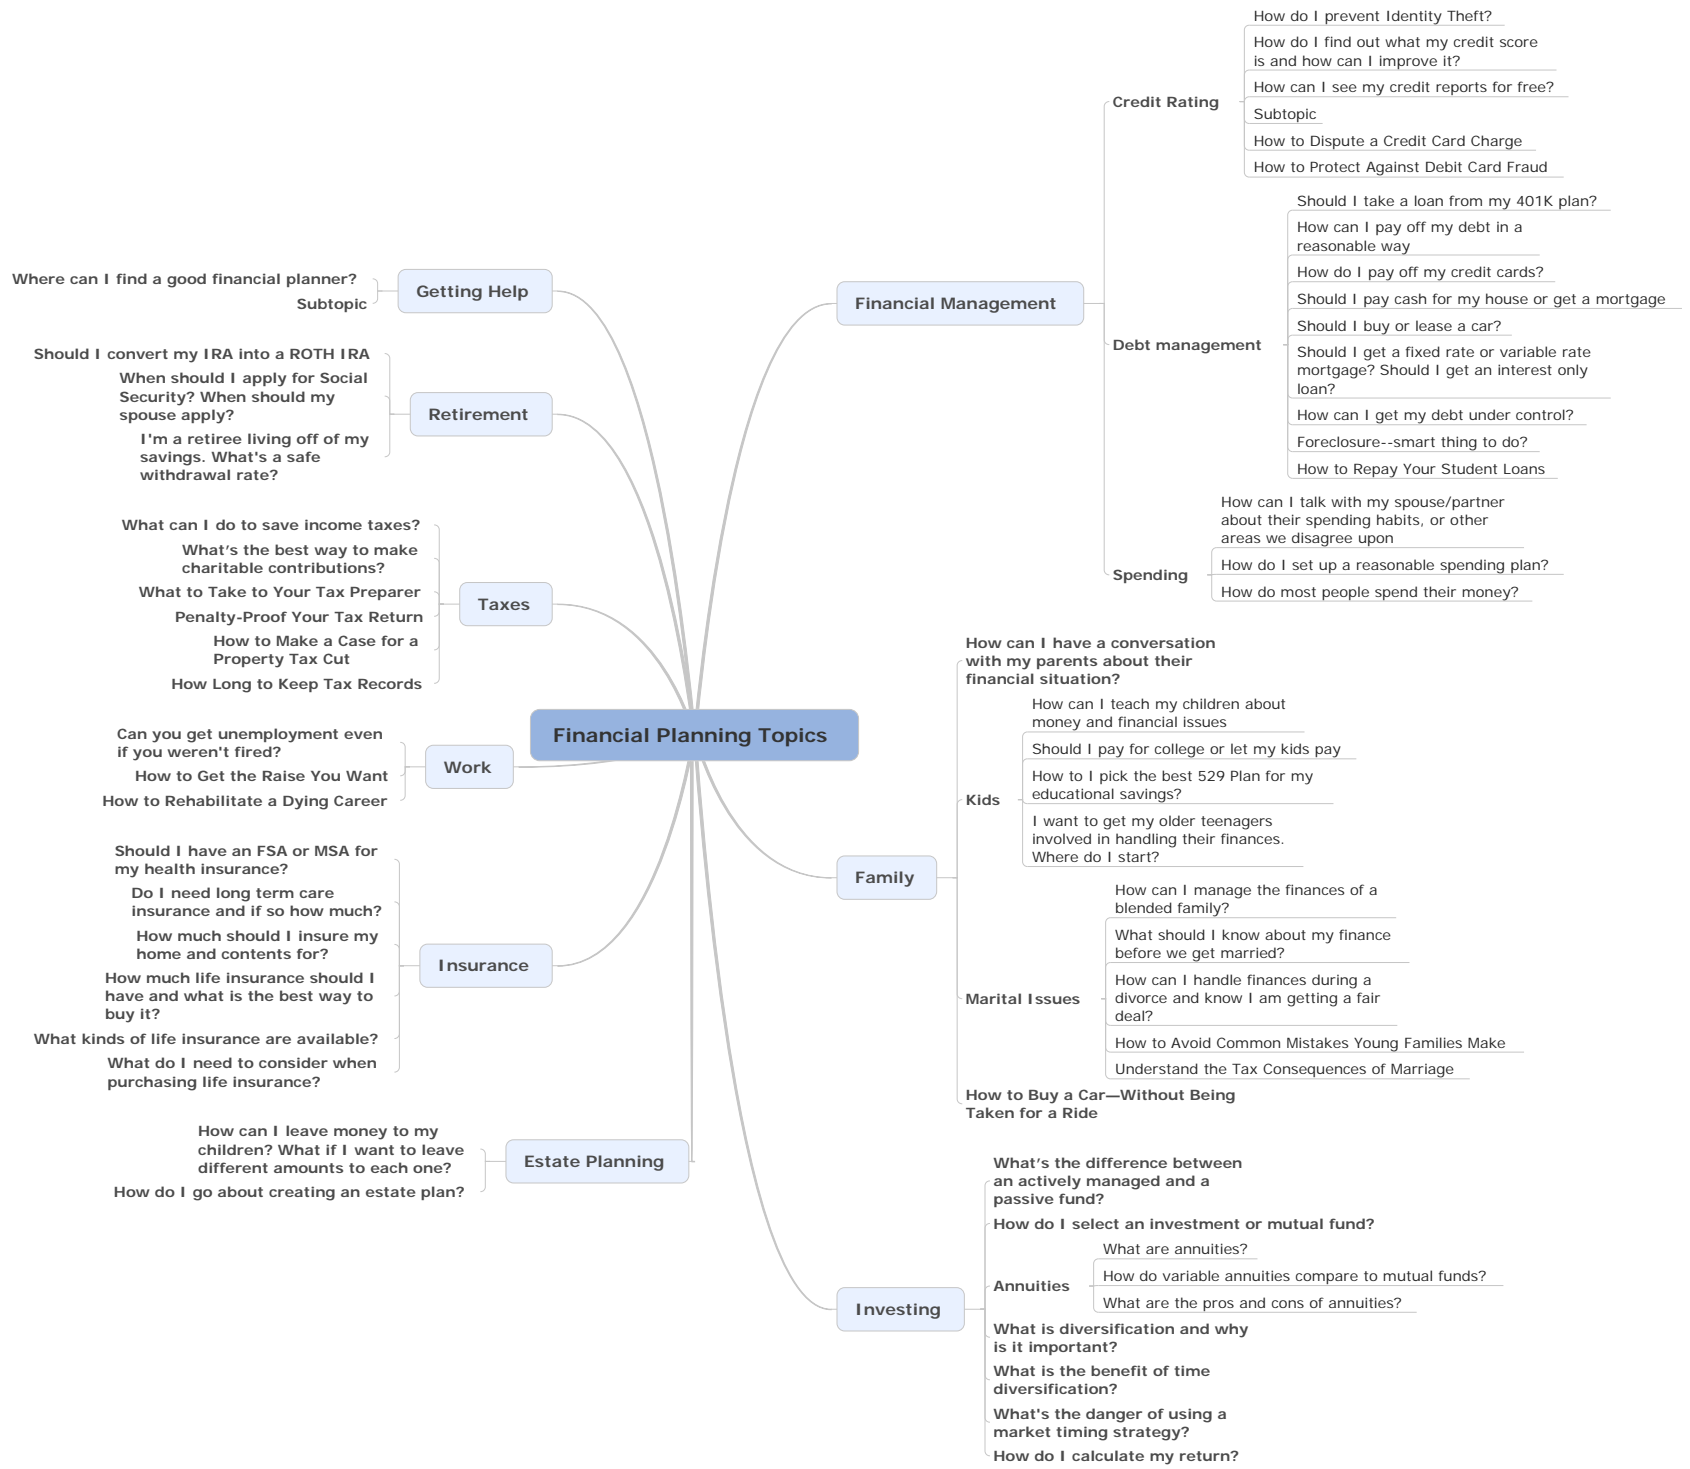 Financial Planning Topics
Financial Management
Credit Rating
How do I prevent Identity Theft?
How do I find out what my credit score
is and how can I improve it?
How can I see my credit reports for free?
Subtopic
How to Dispute a Credit Card Charge
How to Protect Against Debit Card Fraud
Debt management
Should I take a loan from my 401K plan?
How can I pay off my debt in a
reasonable way
How do I pay off my credit cards?
Should I pay cash for my house or get a mortgage
Should I buy or lease a car?
Should I get a fixed rate or variable rate
mortgage? Should I get an interest only
loan?
How can I get my debt under control?
Foreclosure--smart thing to do?
How to Repay Your Student Loans
Spending
How can I talk with my spouse/partner
about their spending habits, or other
areas we disagree upon
How do I set up a reasonable spending plan?
How do most people spend their money?
Family
How can I have a conversation
with my parents about their
financial situation?
Kids
How can I teach my children about
money and financial issues
Should I pay for college or let my kids pay
How to I pick the best 529 Plan for my
educational savings?
I want to get my older teenagers
involved in handling their finances.
Where do I start?
Marital Issues
How can I manage the finances of a
blended family?
What should I know about my finance
before we get married?
How can I handle finances during a
divorce and know I am getting a fair
deal?
How to Avoid Common Mistakes Young Families Make
Understand the Tax Consequences of Marriage
How to Buy a Car—Without Being
Taken for a Ride
Investing
What’s the difference between
an actively managed and a
passive fund?
How do I select an investment or mutual fund?
Annuities
What are annuities?
How do variable annuities compare to mutual funds?
What are the pros and cons of annuities?
What is diversification and why
is it important?
What is the benefit of time
diversification?
What's the danger of using a
market timing strategy?
How do I calculate my return?
Getting Help
Where can I find a good financial planner?
Subtopic
Retirement
Should I convert my IRA into a ROTH IRA
When should I apply for Social
Security? When should my
spouse apply?
I'm a retiree living off of my
savings. What's a safe
withdrawal rate?
Taxes
What can I do to save income taxes?
What’s the best way to make
charitable contributions?
What to Take to Your Tax Preparer
Penalty-Proof Your Tax Return
How to Make a Case for a
Property Tax Cut
How Long to Keep Tax Records
Work
Can you get unemployment even
if you weren't fired?
How to Get the Raise You Want
How to Rehabilitate a Dying Career
Insurance
Should I have an FSA or MSA for
my health insurance?
Do I need long term care
insurance and if so how much?
How much should I insure my
home and contents for?
How much life insurance should I
have and what is the best way to
buy it?
What kinds of life insurance are available?
What do I need to consider when
purchasing life insurance?
Estate Planning
How can I leave money to my
children? What if I want to leave
different amounts to each one?
How do I go about creating an estate plan?